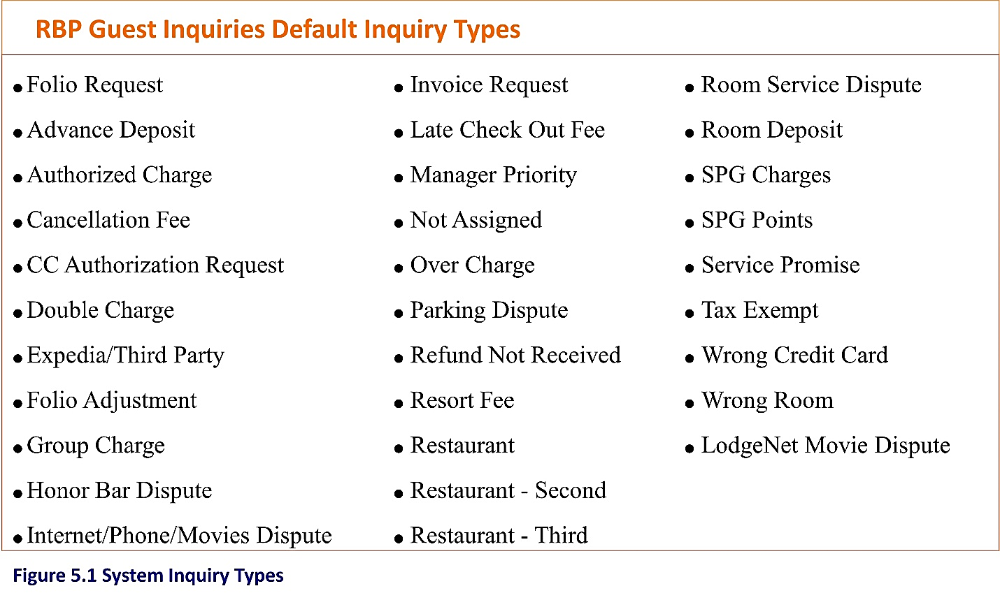 RBP Guest Inquiries Default Inquiry Types
● Folio Request
● Advance Deposit
● Authorized Charge
● Cancellation Fee
● CC Authorization Request
● Double Charge
● Expedia/Third Party
● Folio Adjustment
● Group Charge
● Honor Bar Dispute
● Internet/Phone/Movies Dispute
● Invoice Request
● Late Check Out Fee
● Manager Priority
● Not Assigned
● Over Charge
● Parking Dispute
● Refund Not Received
● Resort Fee
● Restaurant
● Restaurant - Second
● Restaurant - Third
● Room Service Dispute
● Room Deposit
● SPG Charges
● SPG Points
● Service Promise
● Tax Exempt
● Wrong Credit Card
● Wrong Room
● LodgeNet Movie Dispute
Figure 5.1 System Inquiry Types